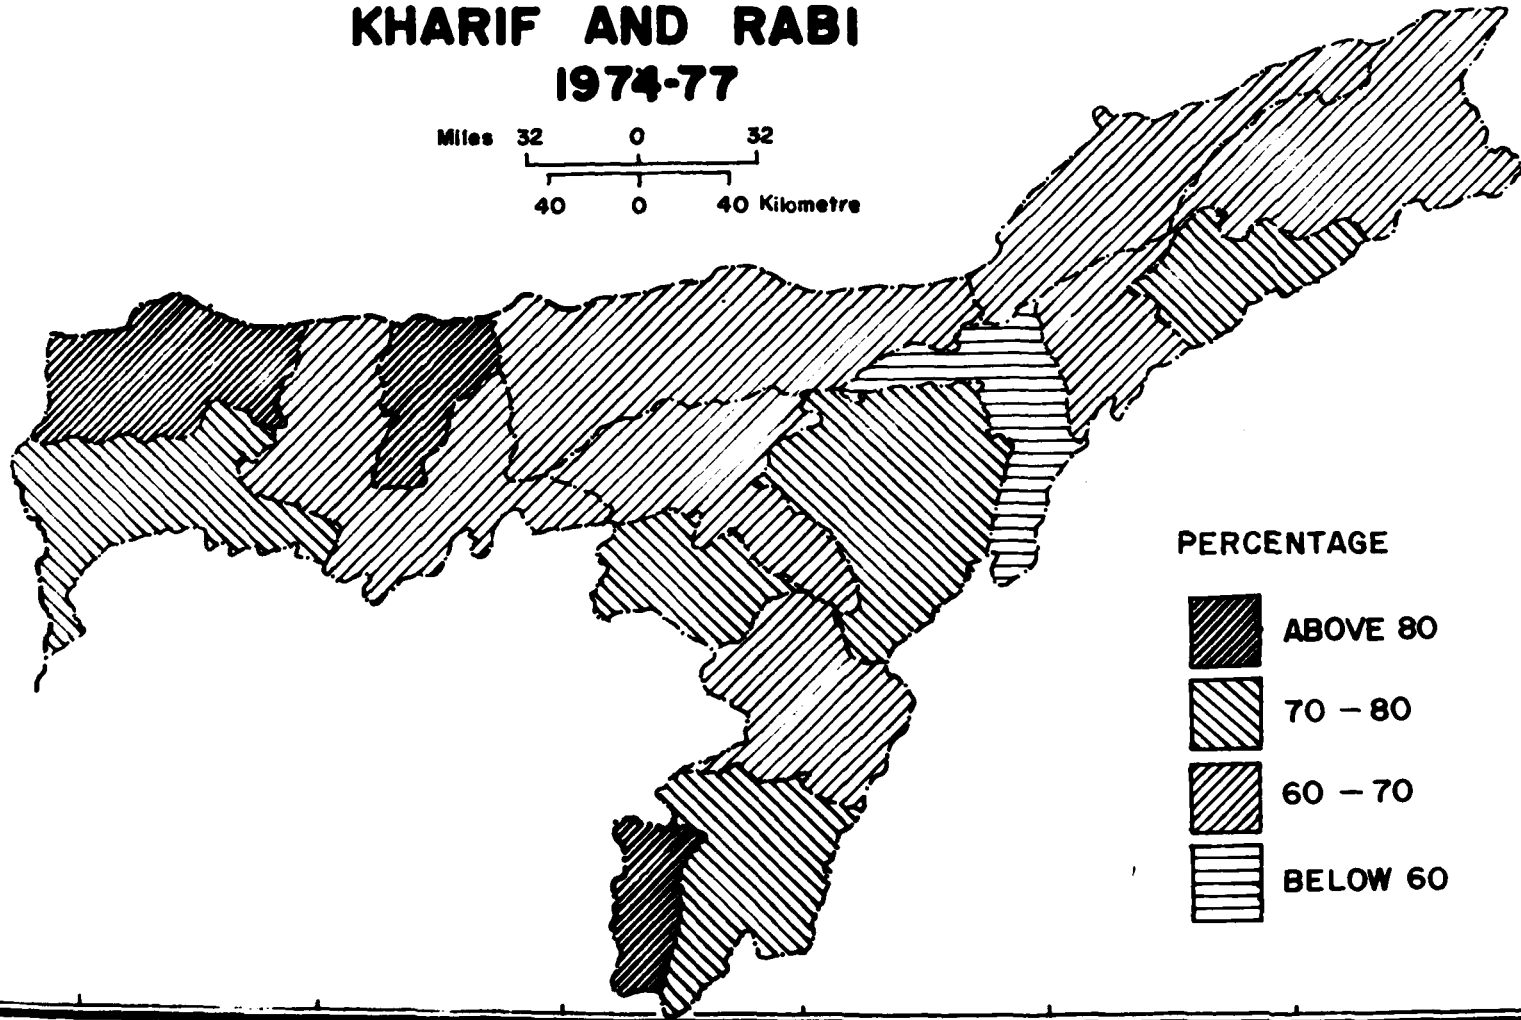 KHARIF AND RABI
1974-77
Miles 32 0 32
40 0 40 Kilometre
PERCENTAGE
ABOVE 80
70 – 80
60 – 70
BELOW 60